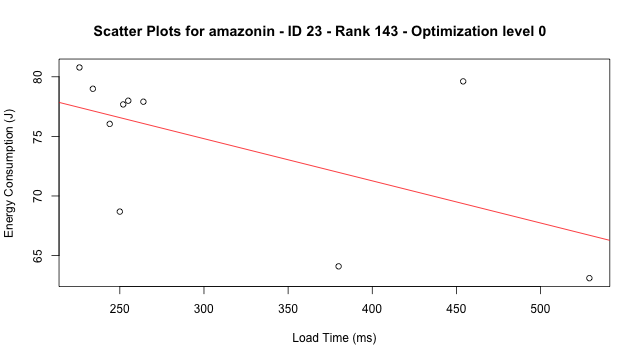 Scatter Plots for amazonin - ID 23 - Rank 143 - Optimization level 0
Energy Consumption (J)
80
75
70
65
250 300 350 400 450 500
Load Time (ms)